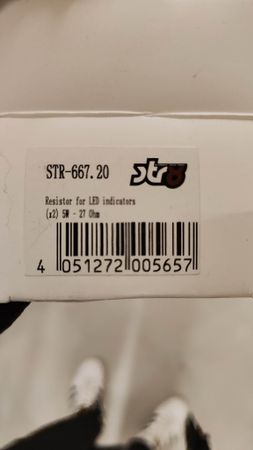 STR-667.20 str8
Resistor for LED indicators
(x2) 5W - 27 Ohm
4 051272 005657